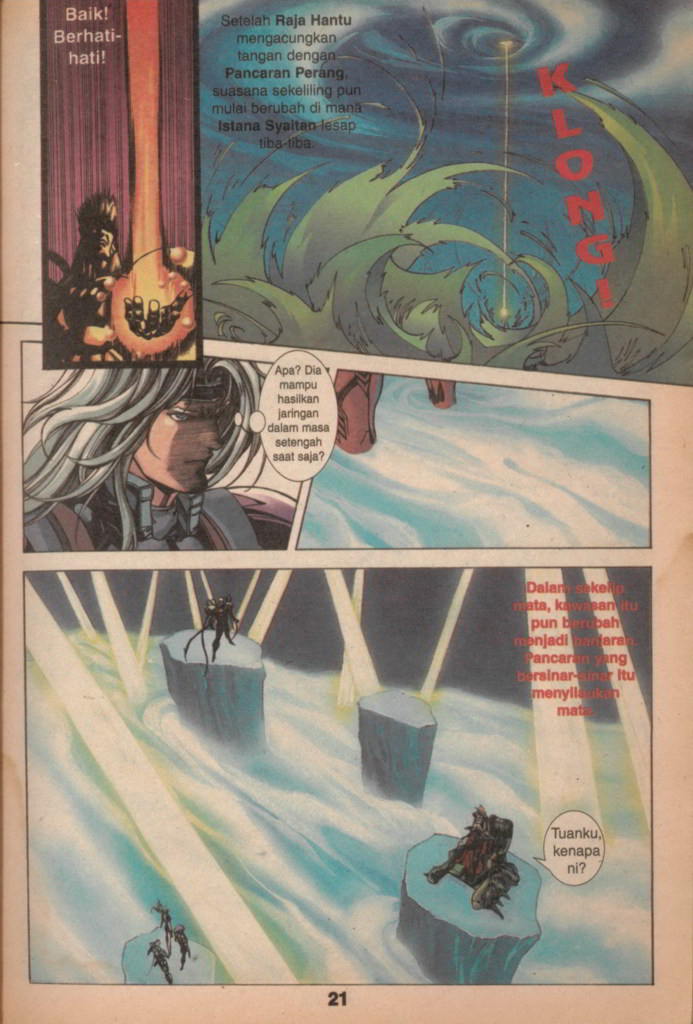 Baik!
Berhati-
hati!
Setelah Raja Hantu
mengacungkan
tangan dengan
Pancaran Perang,
suasana sekeliling pun
mulai berubah di mana
Istana Syaitan lesap
tiba-tiba.
KLONG!
Apa? Dia
mampu
hasilkan
jaringan
dalam masa
setengah
saat saja?
Dalam sekelip
mata, kawasan itu
pun berubah
menjadi banjaran.
Pancaran yang
bersinar-sinar itu
menyilaukan
mata.
Tuanku,
kenapa
ni?
21